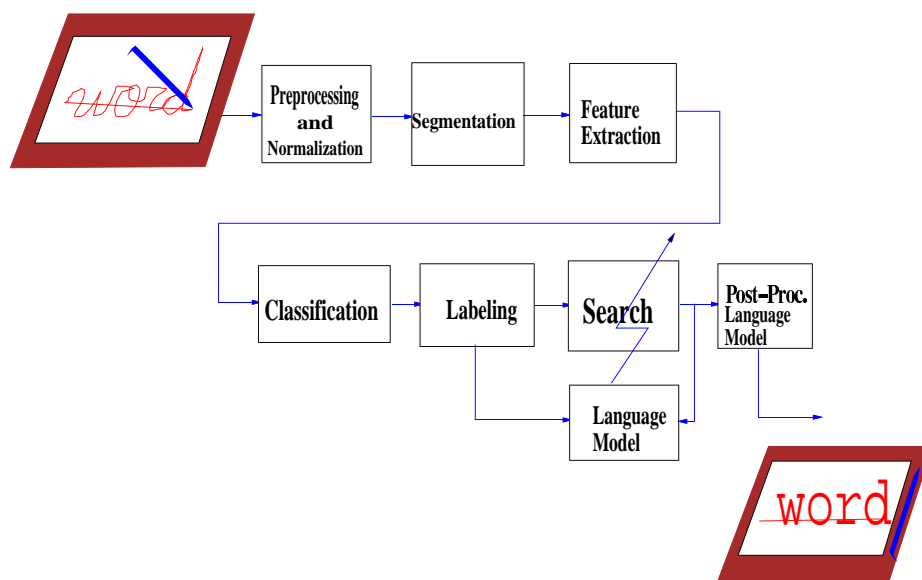 word
Preprocessing
and
Normalization
Segmentation
Feature
Extraction
Classification
Labeling
Search
Post-Proc.
Language
Model
Language
Model
word